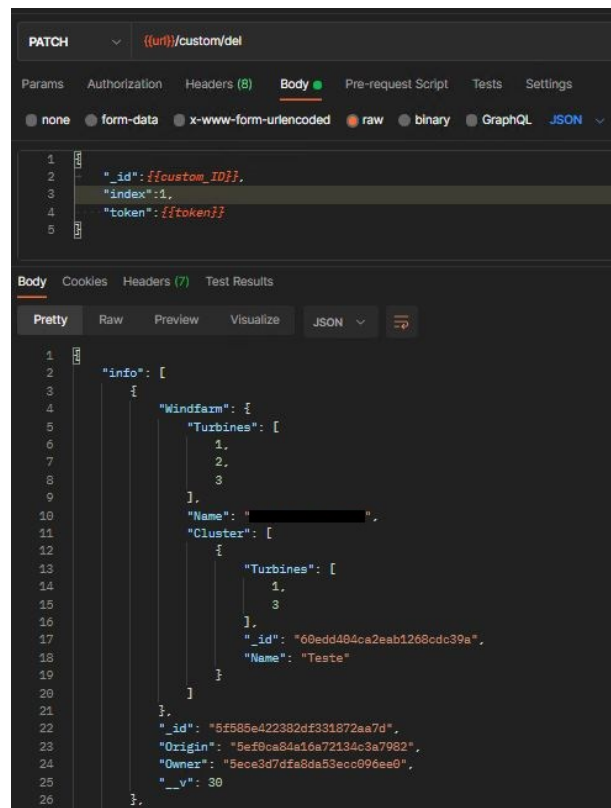 PATCH {{url}}/custom/del
Params Authorization Headers (8) Body Pre-request Script Tests Settings
none form-data x-www-form-urlencoded raw binary GraphQL JSON
1 {
2 "_id":{{custom_ID}},
3 "index":1,
4 "token":{{token}}
5 }
Body Cookies Headers (7) Test Results
Pretty Raw Preview Visualize JSON
1 {
2 "info": [
3 {
4 "Windfarm": {
5 "Turbines": [
6 1,
7 2,
8 3
9 ],
10 "Name": " ",
11 "Cluster": [
12 {
13 "Turbines": [
14 1,
15 3
16 ],
17 "_id": "60edd404ca2eab1268cdc39a",
18 "Name": "Teste"
19 }
20 ]
21 },
22 "_id": "5f585e422382df331872aa7d",
23 "Origin": "5ef0ca84a16a72134c3a7982",
24 "Owner": "5ece3d7dfa8da53ecc096ee0",
25 "__v": 30
26 },